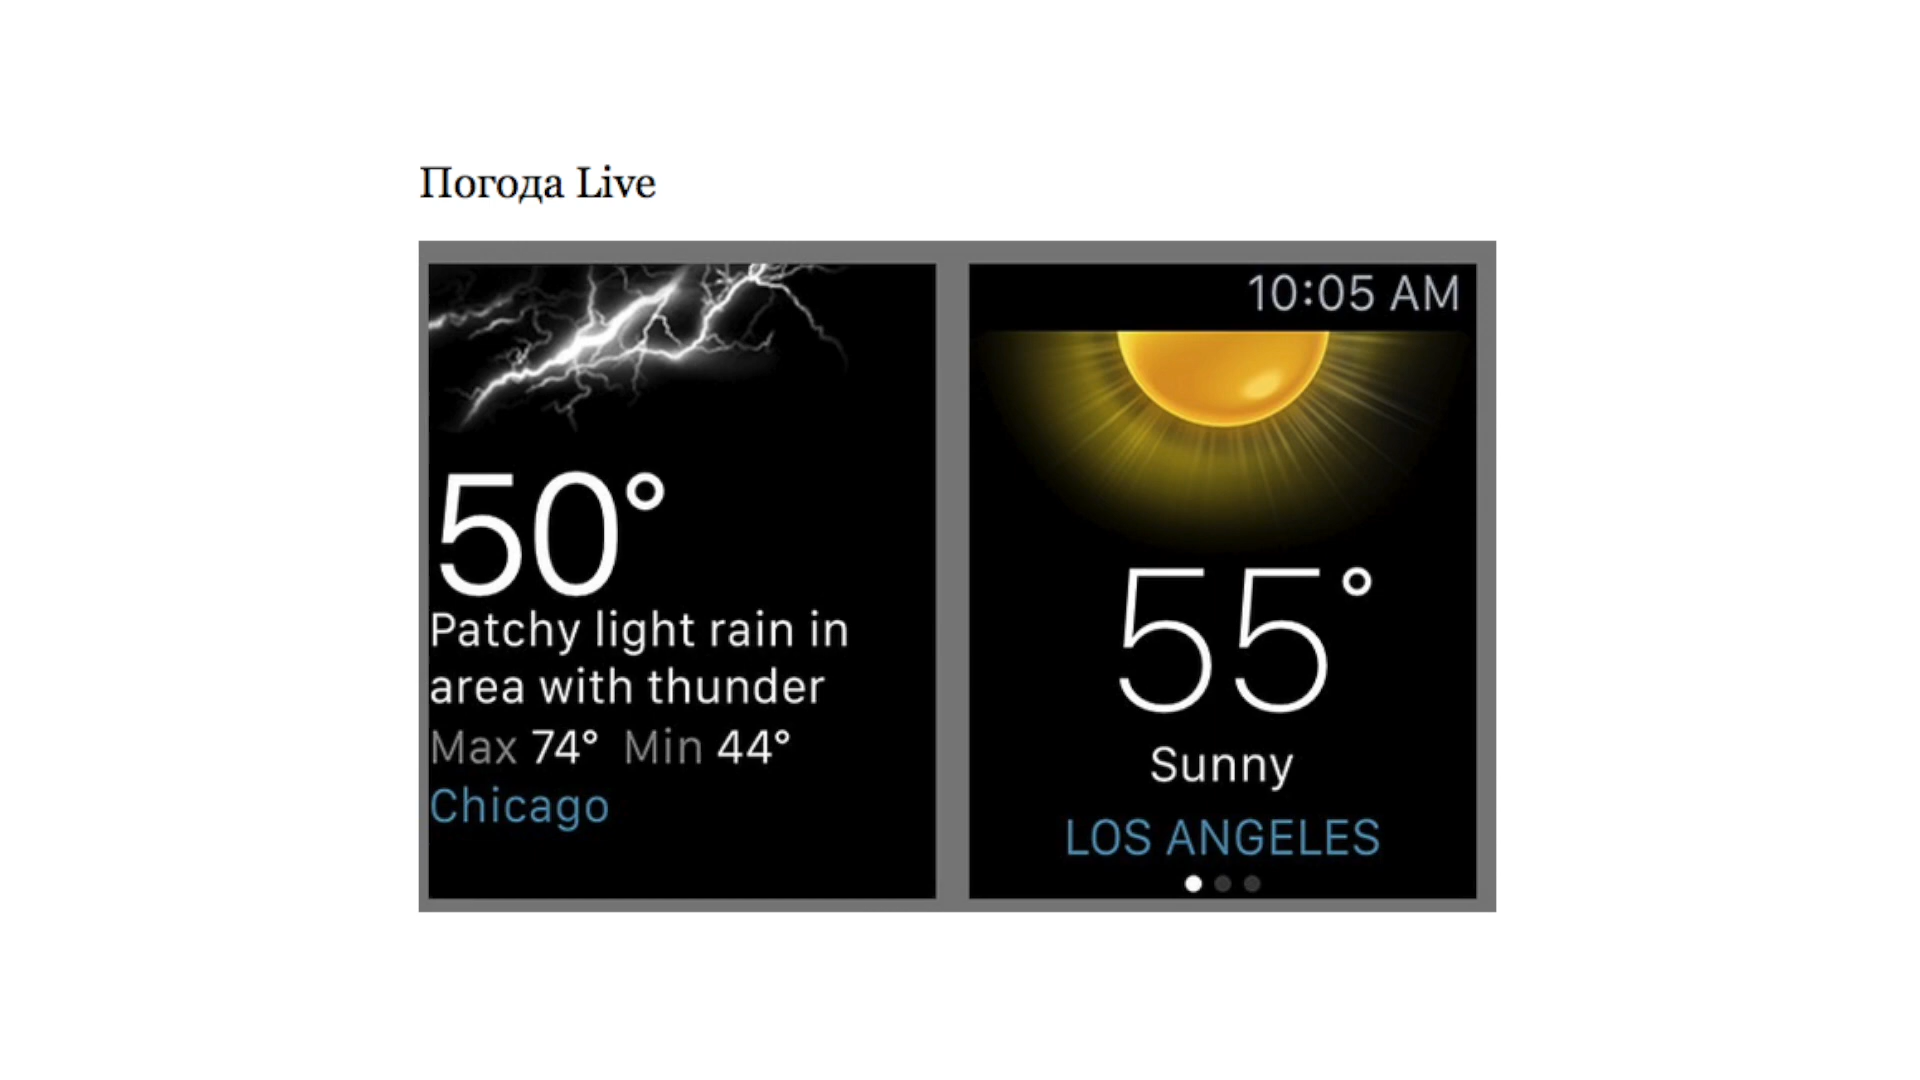 Погода Live
50°
Patchy light rain in
area with thunder
Max 74° Min 44°
Chicago
10:05 AM
55°
Sunny
LOS ANGELES